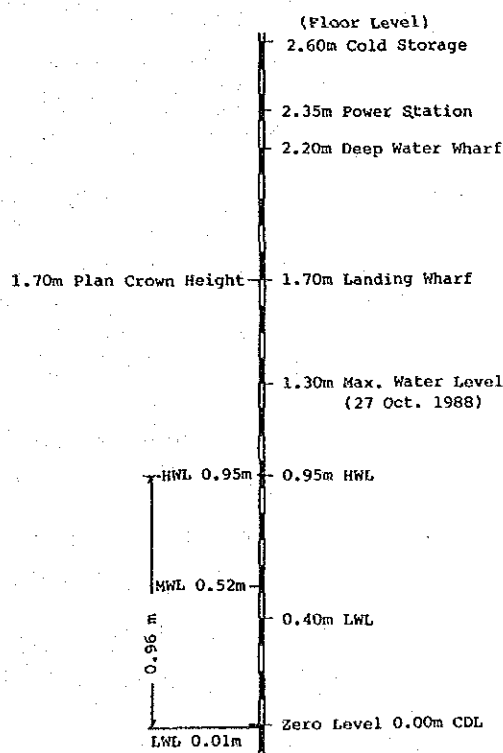 (Floor Level)
2.60m Cold Storage
2.35m Power Station
2.20m Deep Water Wharf
1.70m Plan Crown Height
1.70m Landing Wharf
1.30m Max. Water Level
(27 Oct. 1988)
HWL 0.95m
0.95m HWL
MWL 0.52m
0.40m LWL
0.96 m
Zero Level 0.00m CDL
LWL 0.01m